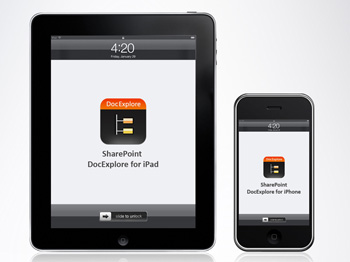 4:20
Friday, January 29
DocExplore
SharePoint
DocExplore for iPad
slide to unlock
4:20
DocExplore
SharePoint
DocExplore for iPhone